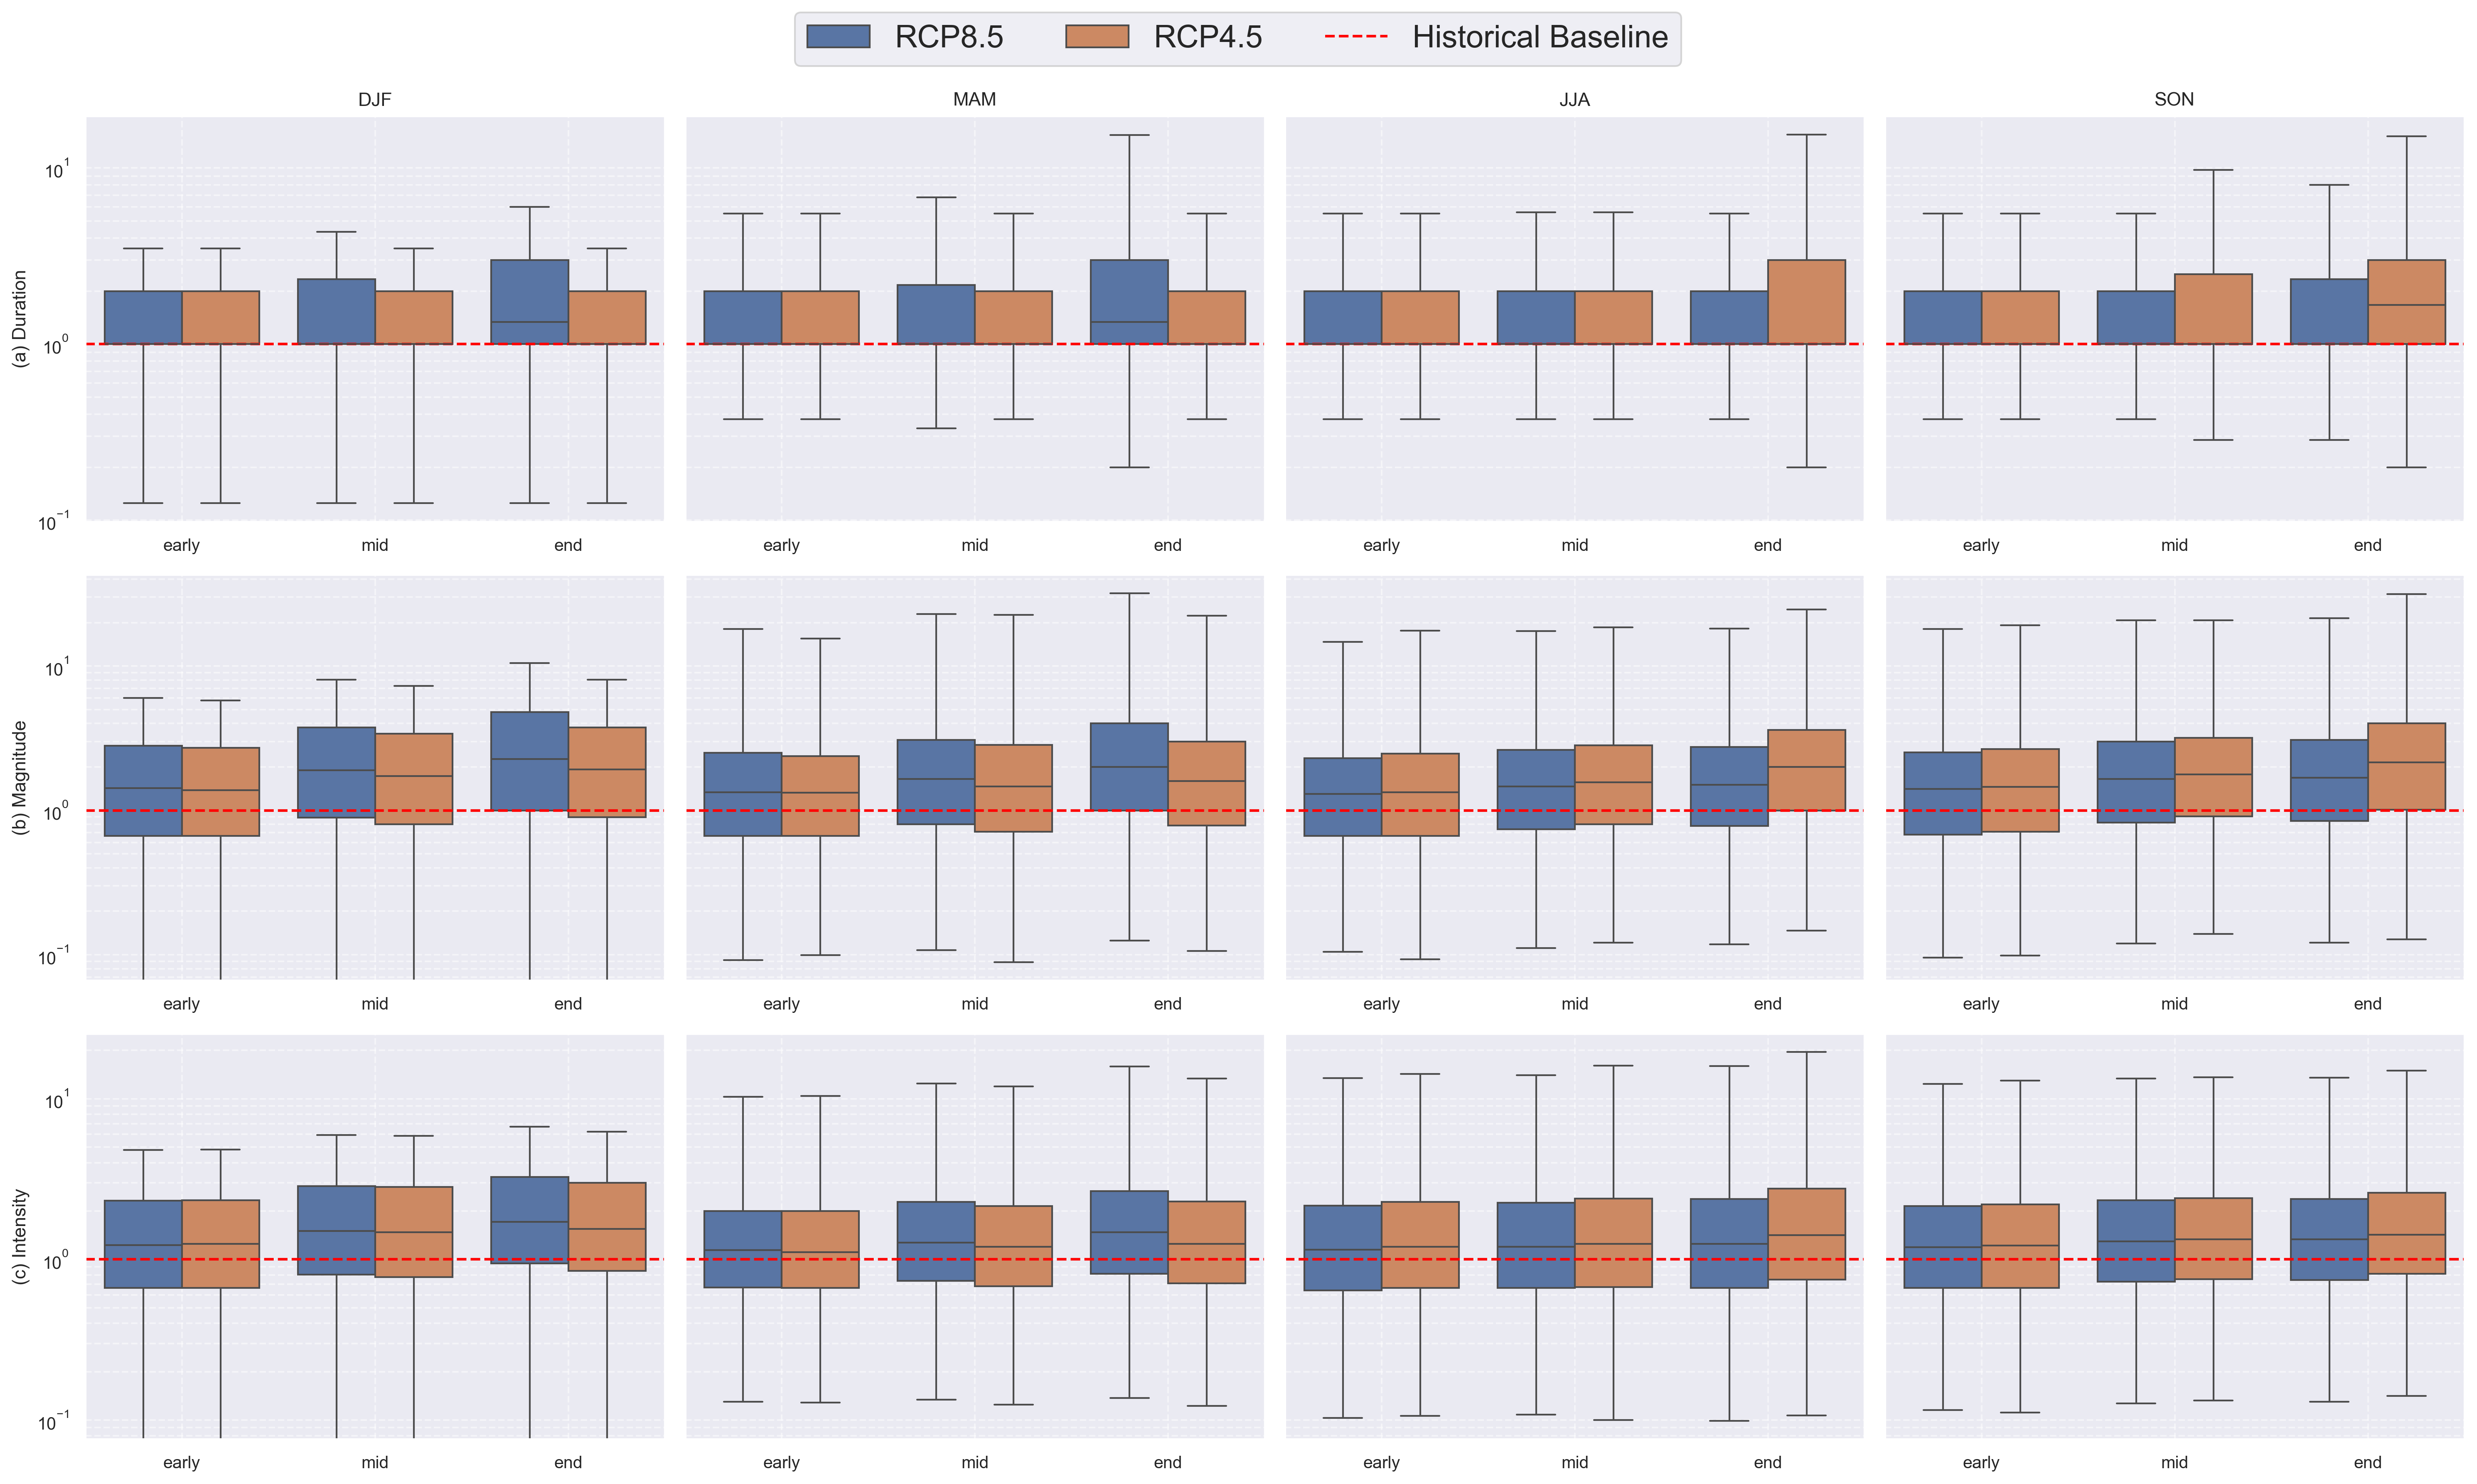 RCP8.5 RCP4.5 Historical Baseline
DJF MAM JJA SON
(a) Duration
10^1
10^0
10^-1
early mid end early mid end early mid end early mid end
(b) Magnitude
10^1
10^0
10^-1
early mid end early mid end early mid end early mid end
(c) Intensity
10^1
10^0
10^-1
early mid end early mid end early mid end early mid end